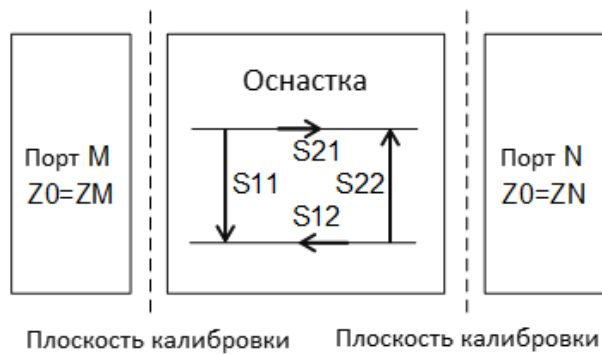 Оснастка
Порт M
Z0=ZM
S21
S11
S22
S12
Порт N
Z0=ZN
Плоскость калибровки
Плоскость калибровки